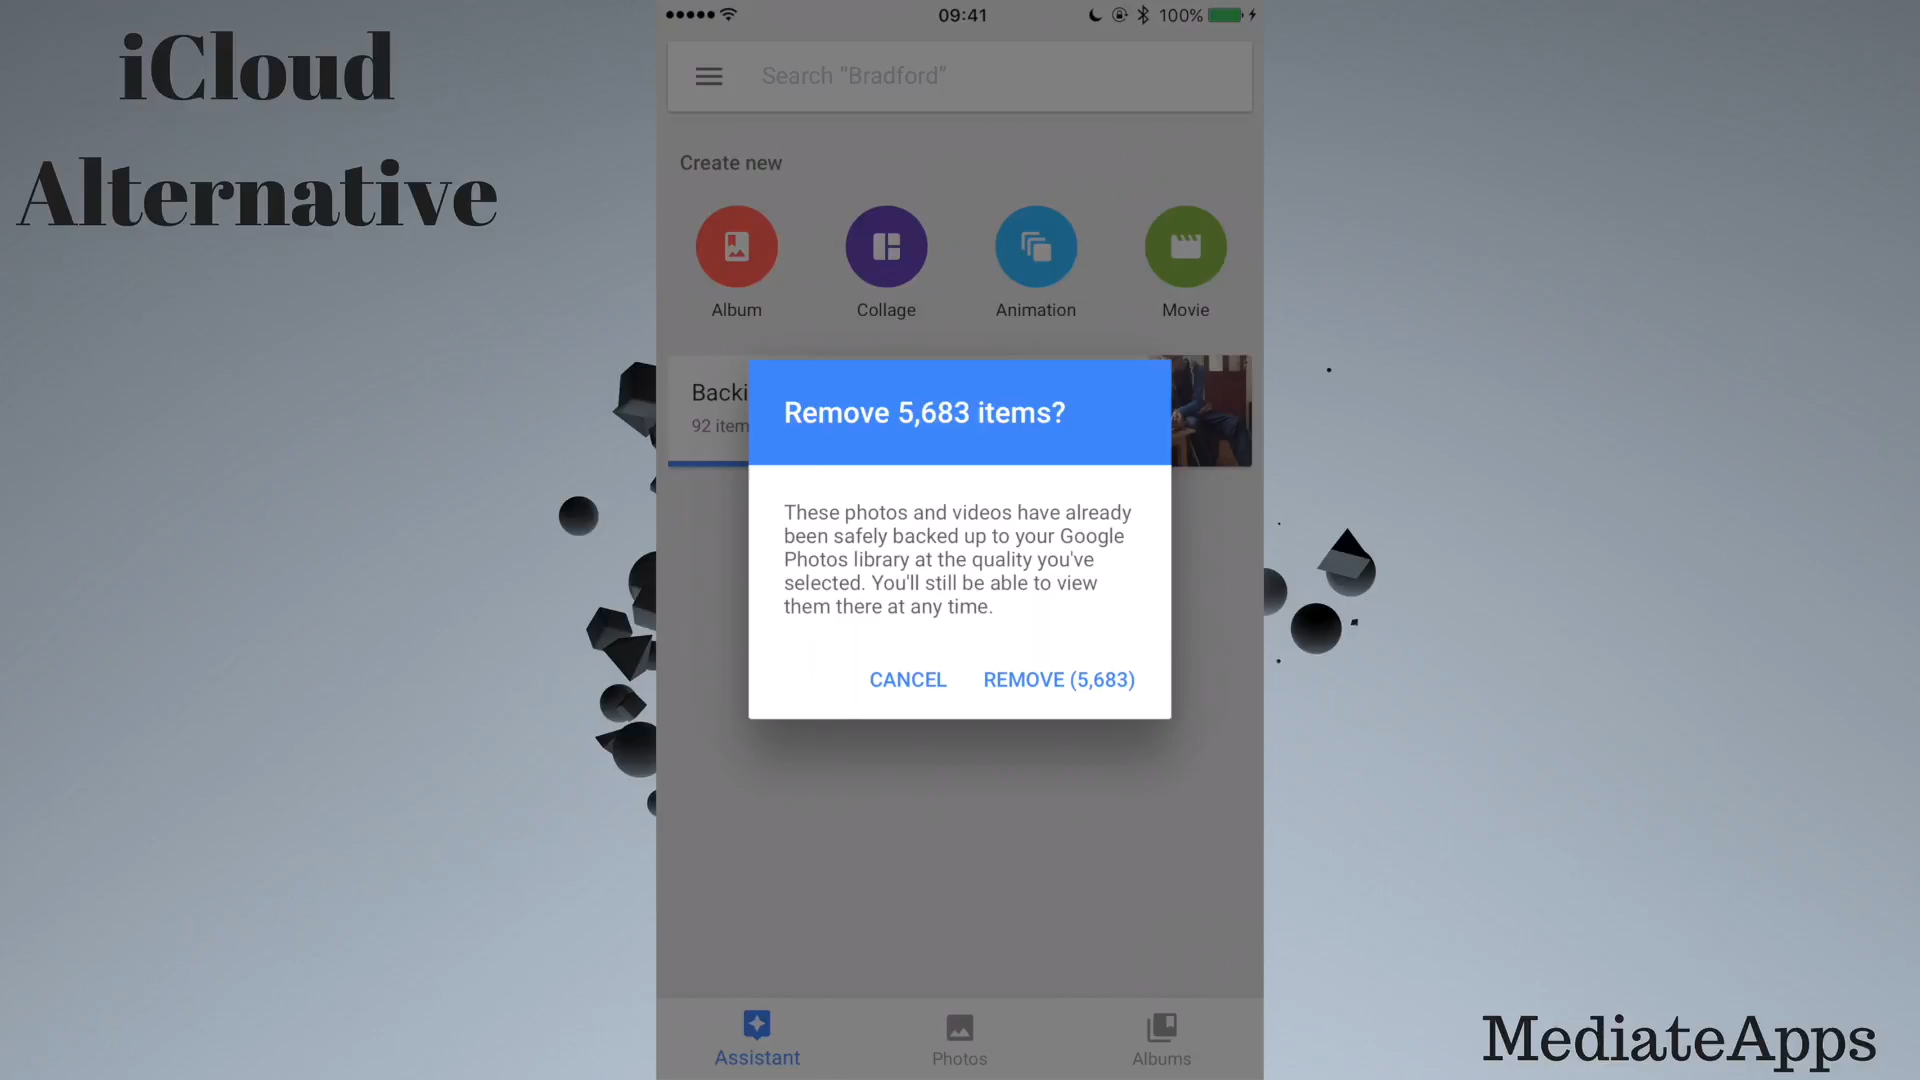 iCloud
Alternative
09:41
100%
Search “Bradford”
Create new
Album
Collage
Animation
Movie
Backi
92 item
Remove 5,683 items?
These photos and videos have already
been safely backed up to your Google
Photos library at the quality you've
selected. You'll still be able to view
them there at any time.
CANCEL
REMOVE (5,683)
Assistant
Photos
Albums
MediateApps